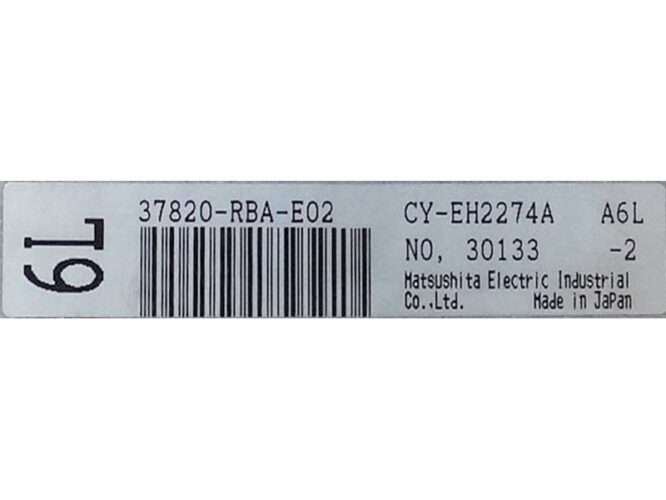 6L
37820-RBA-E02
CY-EH2274A A6L
NO, 30133 -2
Matsushita Electric Industrial
Co.,Ltd. Made in JaPan